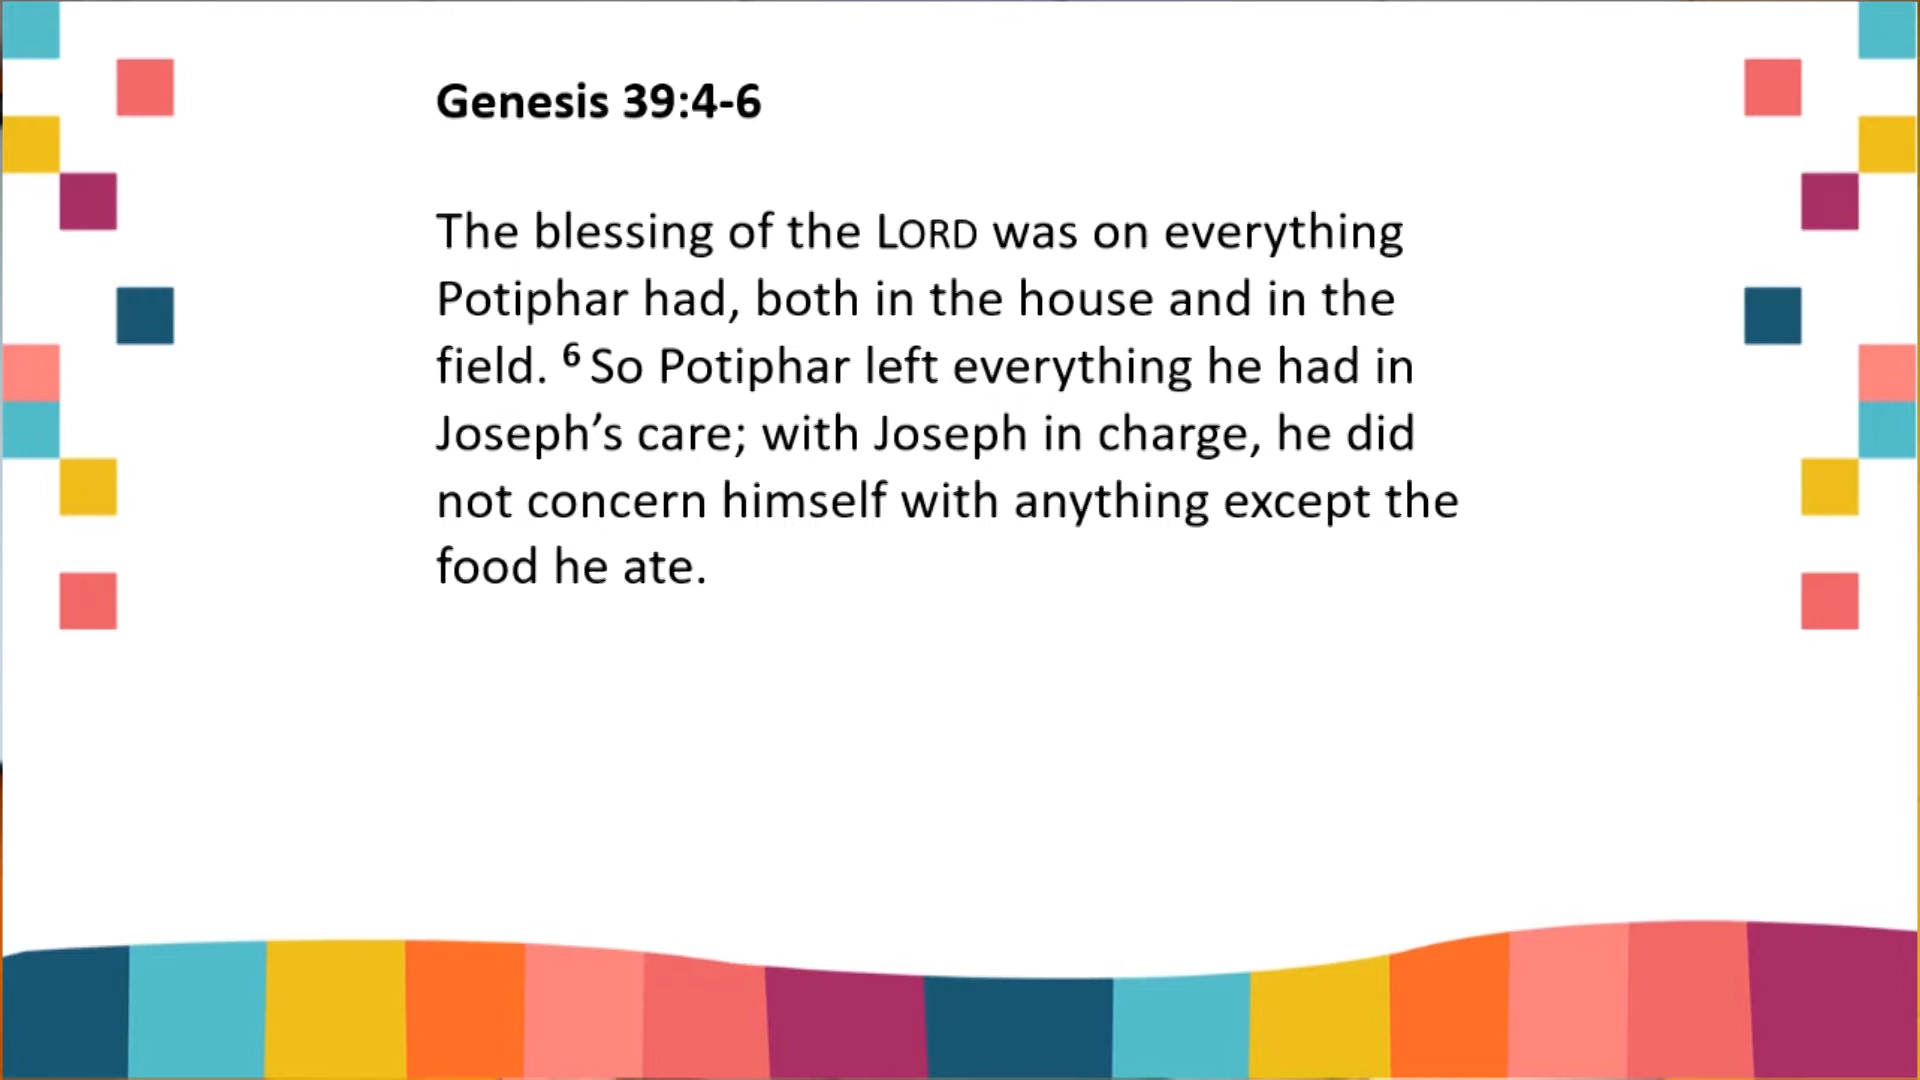 Genesis 39:4-6
The blessing of the LORD was on everything
Potiphar had, both in the house and in the
field. 6 So Potiphar left everything he had in
Joseph’s care; with Joseph in charge, he did
not concern himself with anything except the
food he ate.